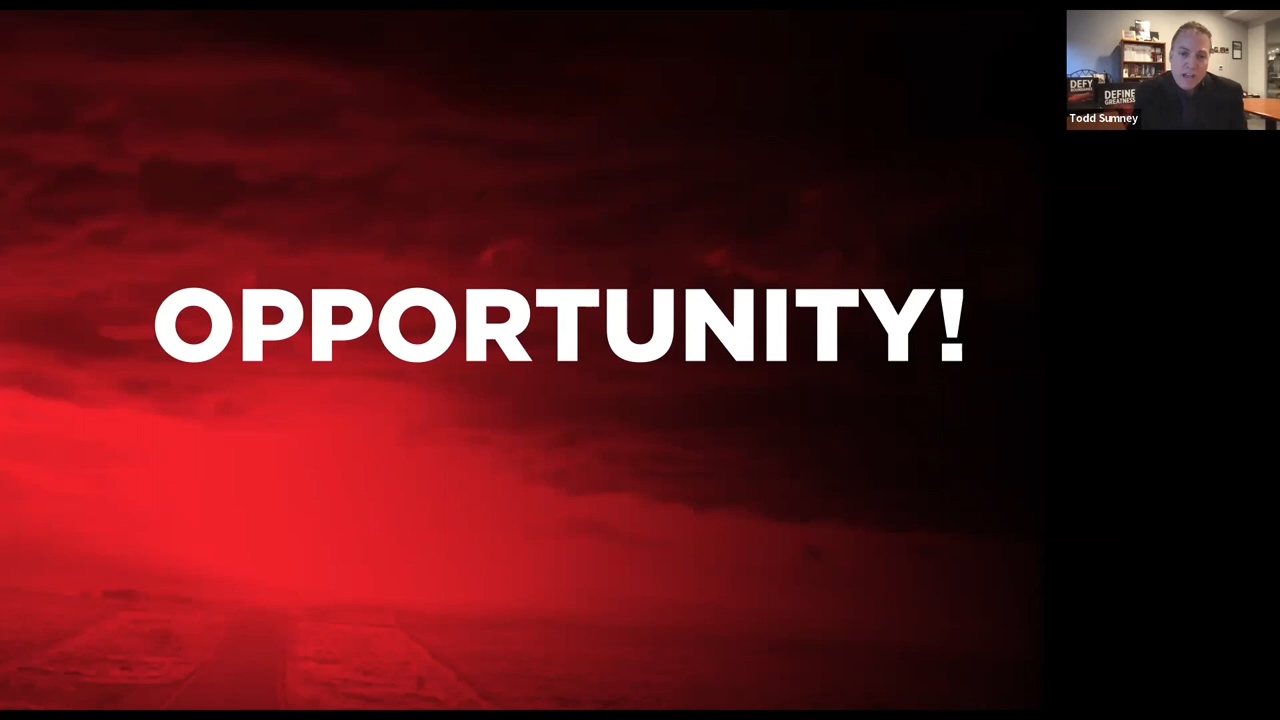 OPPORTUNITY!
DEFY
DEFINE
GREATNESS
Todd Sumney